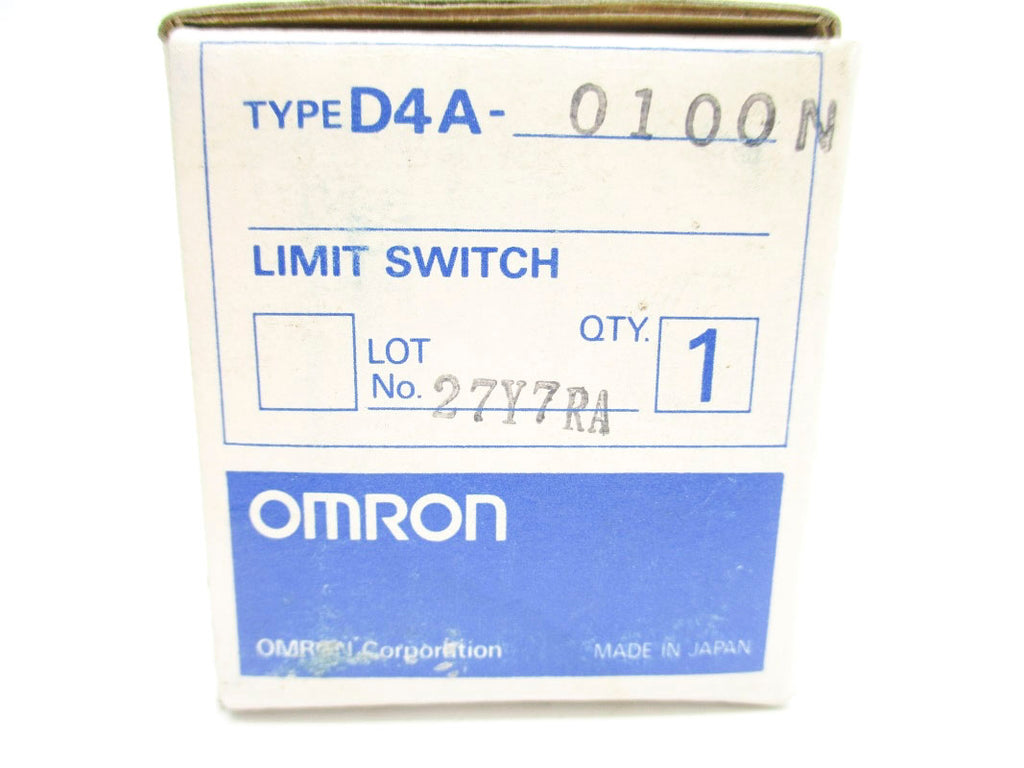 TYPE D4A- 0100N
LIMIT SWITCH
LOT No. 27Y7RA
QTY. 1
OMRON
OMRON Corporation
MADE IN JAPAN